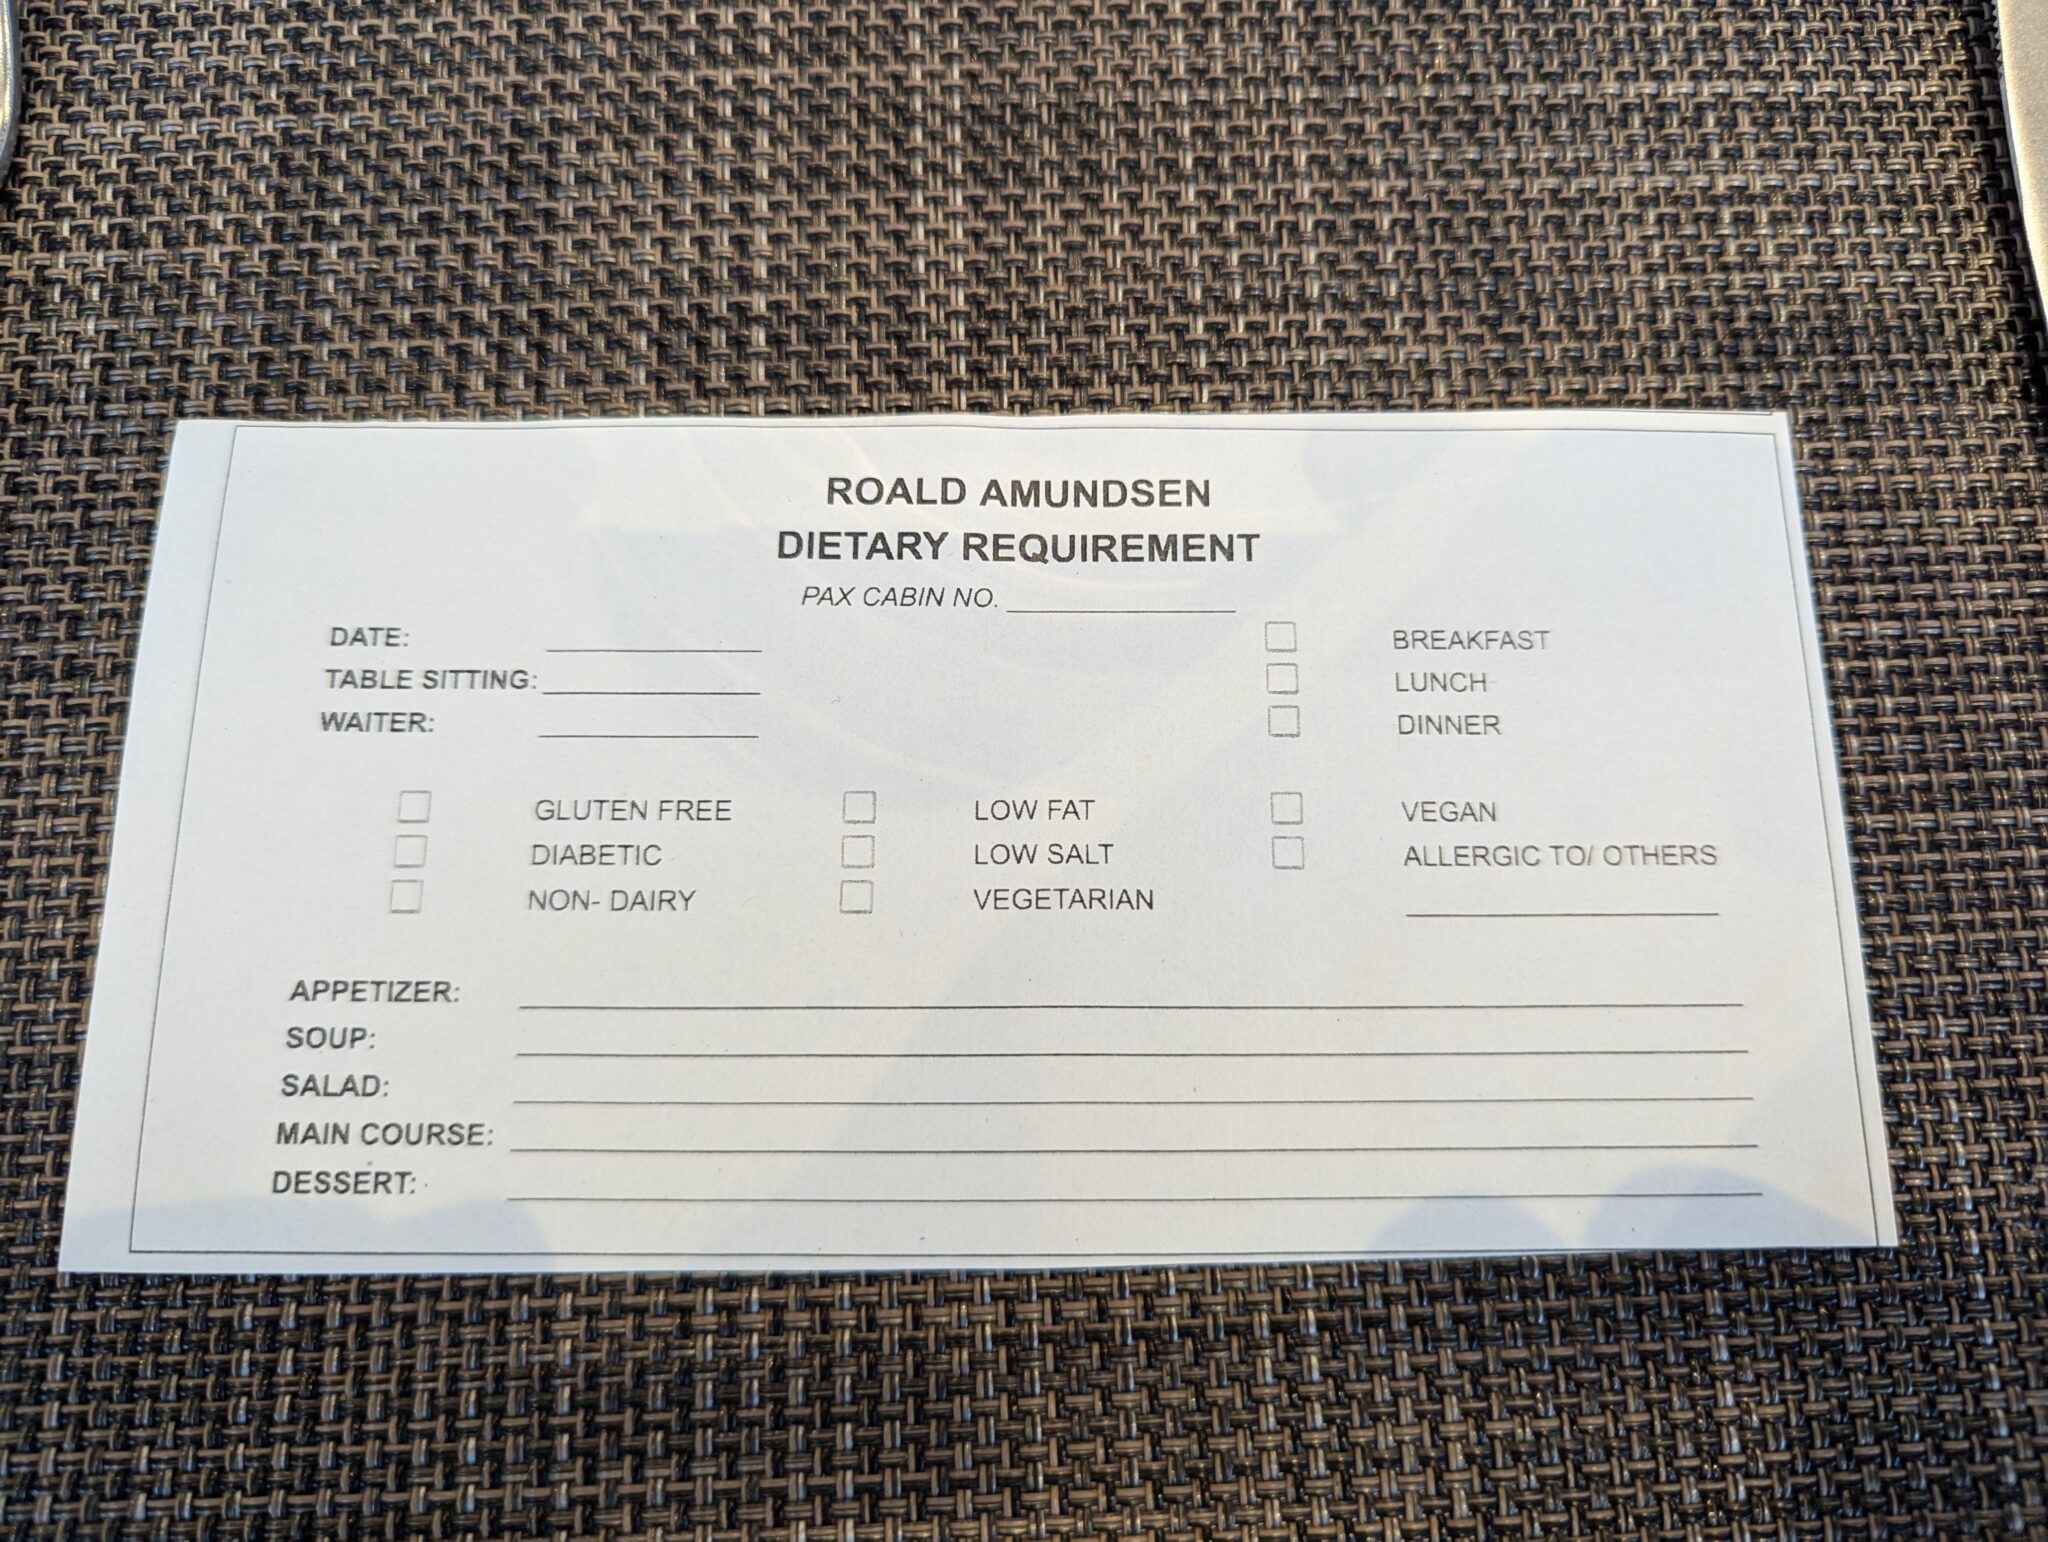 ROALD AMUNDSEN
DIETARY REQUIREMENT
PAX CABIN NO.
DATE: BREAKFAST
TABLE SITTING: LUNCH
WAITER: DINNER
GLUTEN FREE LOW FAT VEGAN
DIABETIC LOW SALT ALLERGIC TO/ OTHERS
NON- DAIRY VEGETARIAN
APPETIZER:
SOUP:
SALAD:
MAIN COURSE:
DESSERT: